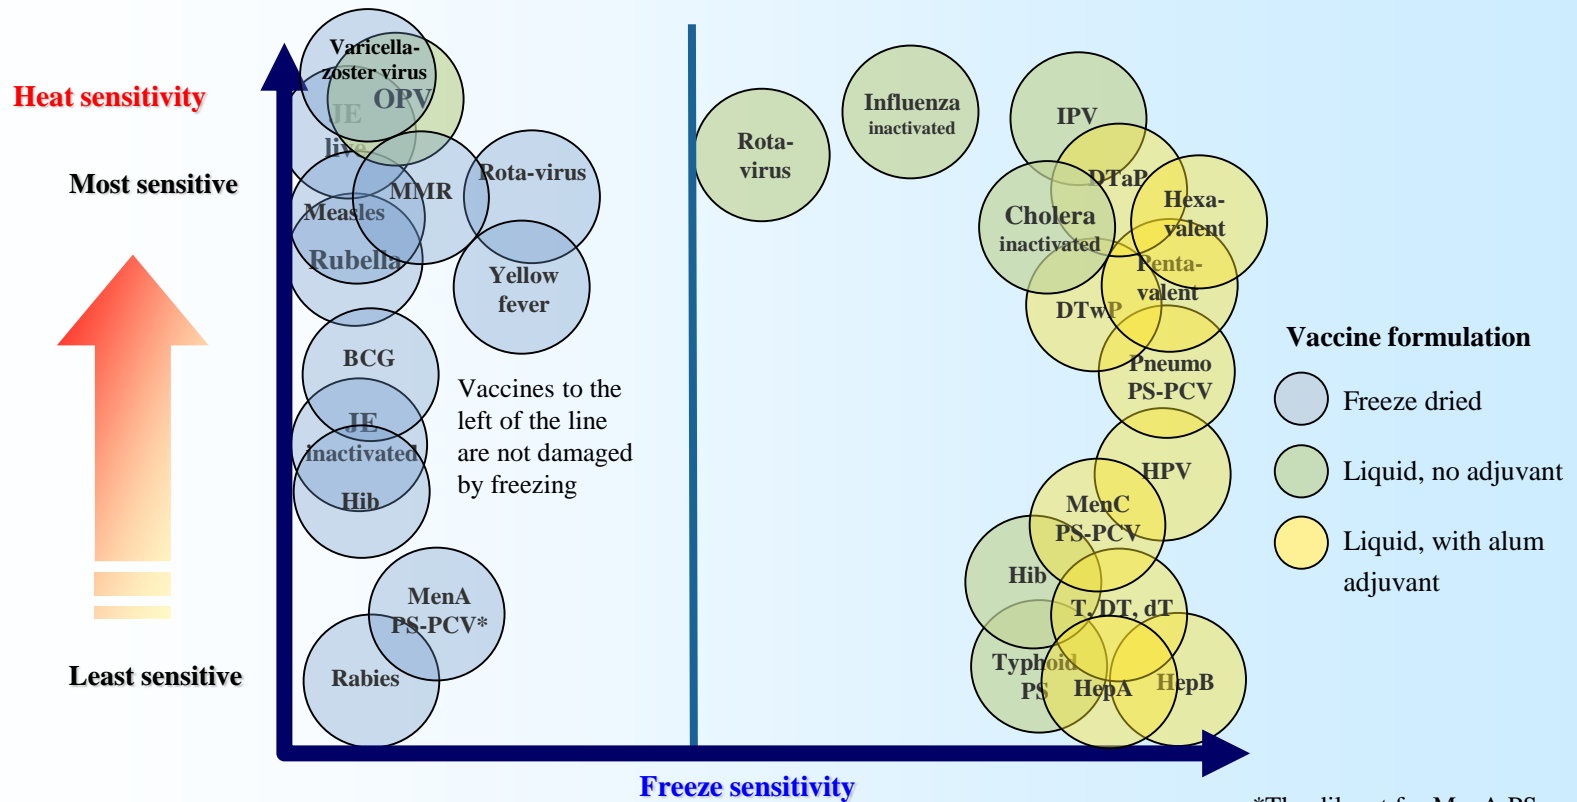 Heat sensitivity
Most sensitive
Least sensitive
Varicella-
zoster virus
OPV
JE
live
Measles
MMR
Rota-virus
Rubella
Yellow
fever
BCG
JE
inactivated
Hib
Vaccines to the
left of the line
are not damaged
by freezing
MenA
PS-PCV*
Rabies
Rota-
virus
Influenza
inactivated
IPV
DTaP
Hexa-
valent
Cholera
inactivated
Penta-
valent
DTwP
Pneumo
PS-PCV
HPV
MenC
PS-PCV
Hib
T, DT, dT
Typhoid
PS
HepA
HepB
Freeze sensitivity
Vaccine formulation
Freeze dried
Liquid, no adjuvant
Liquid, with alum
adjuvant